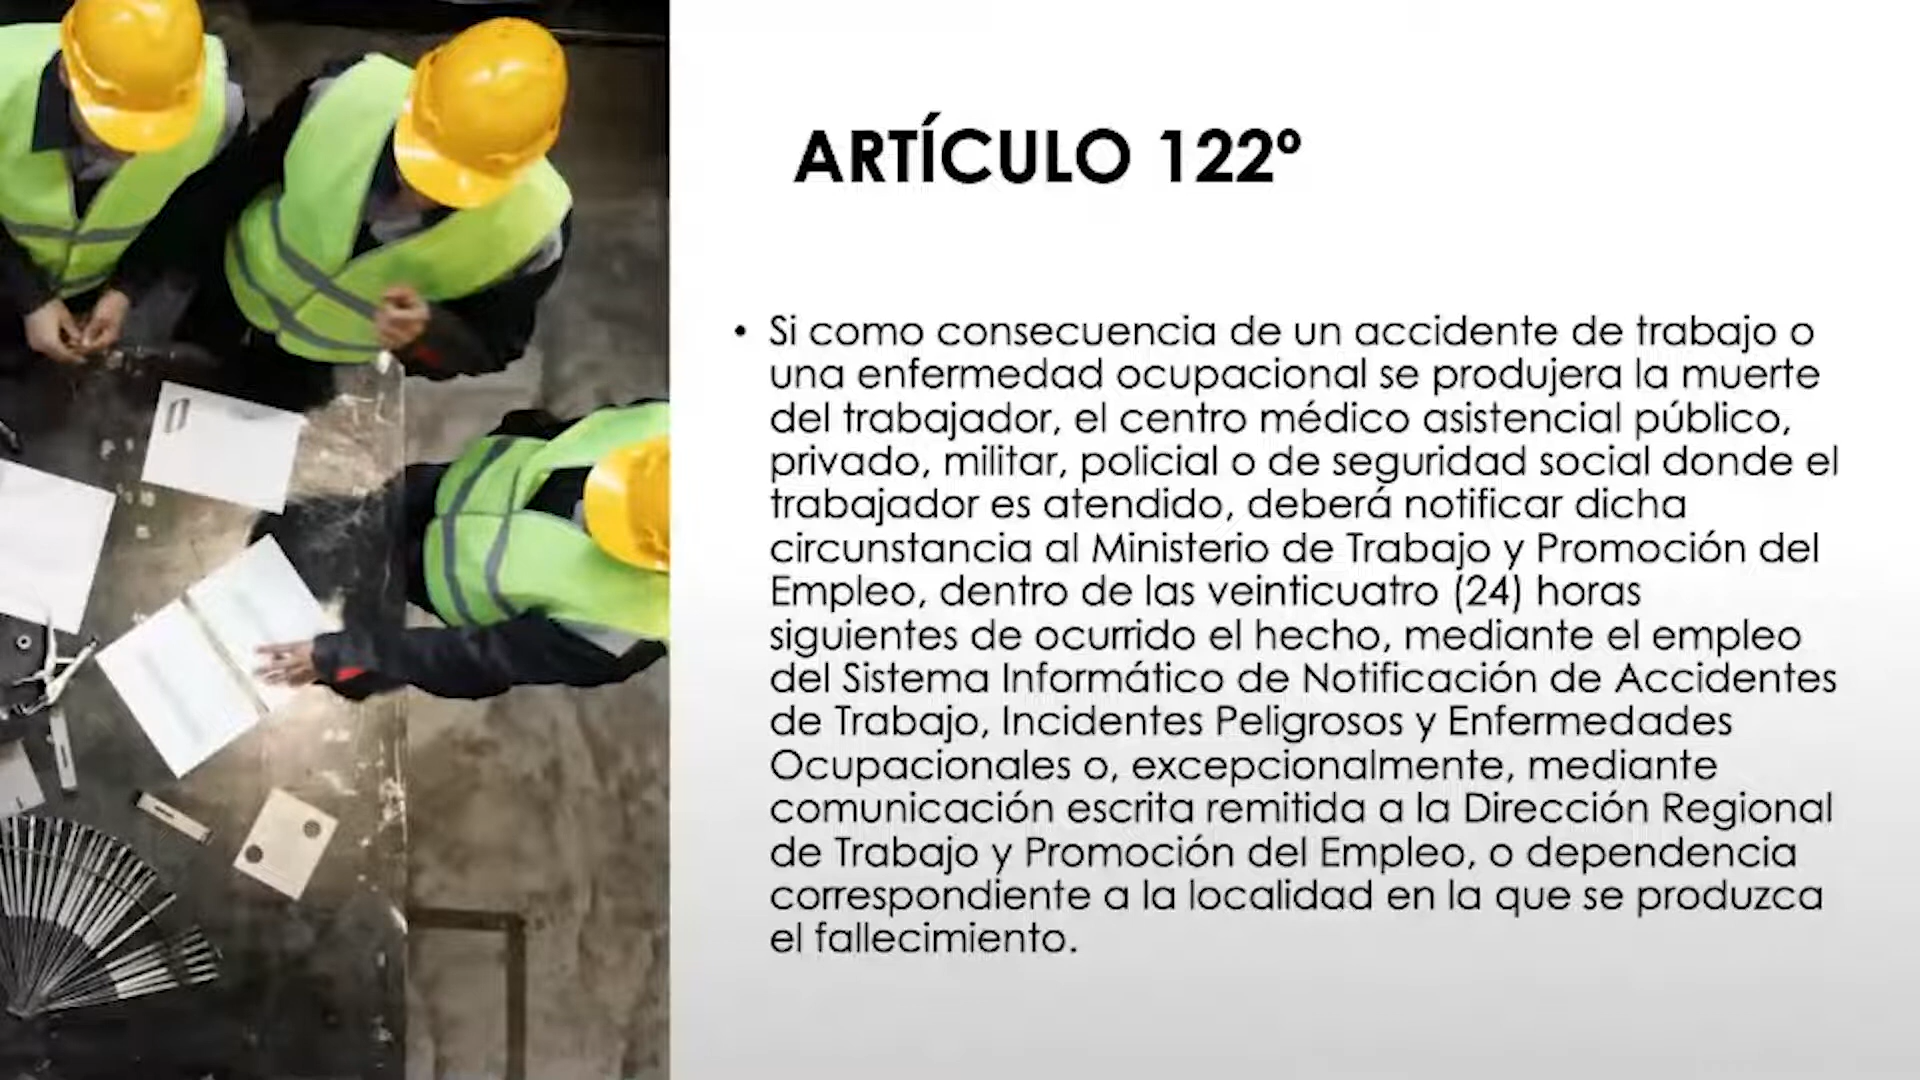 ARTÍCULO 122º
• Si como consecuencia de un accidente de trabajo o
una enfermedad ocupacional se produjera la muerte
del trabajador, el centro médico asistencial público,
privado, militar, policial o de seguridad social donde el
trabajador es atendido, deberá notificar dicha
circunstancia al Ministerio de Trabajo y Promoción del
Empleo, dentro de las veinticuatro (24) horas
siguientes de ocurrido el hecho, mediante el empleo
del Sistema Informático de Notificación de Accidentes
de Trabajo, Incidentes Peligrosos y Enfermedades
Ocupacionales o, excepcionalmente, mediante
comunicación escrita remitida a la Dirección Regional
de Trabajo y Promoción del Empleo, o dependencia
correspondiente a la localidad en la que se produzca
el fallecimiento.